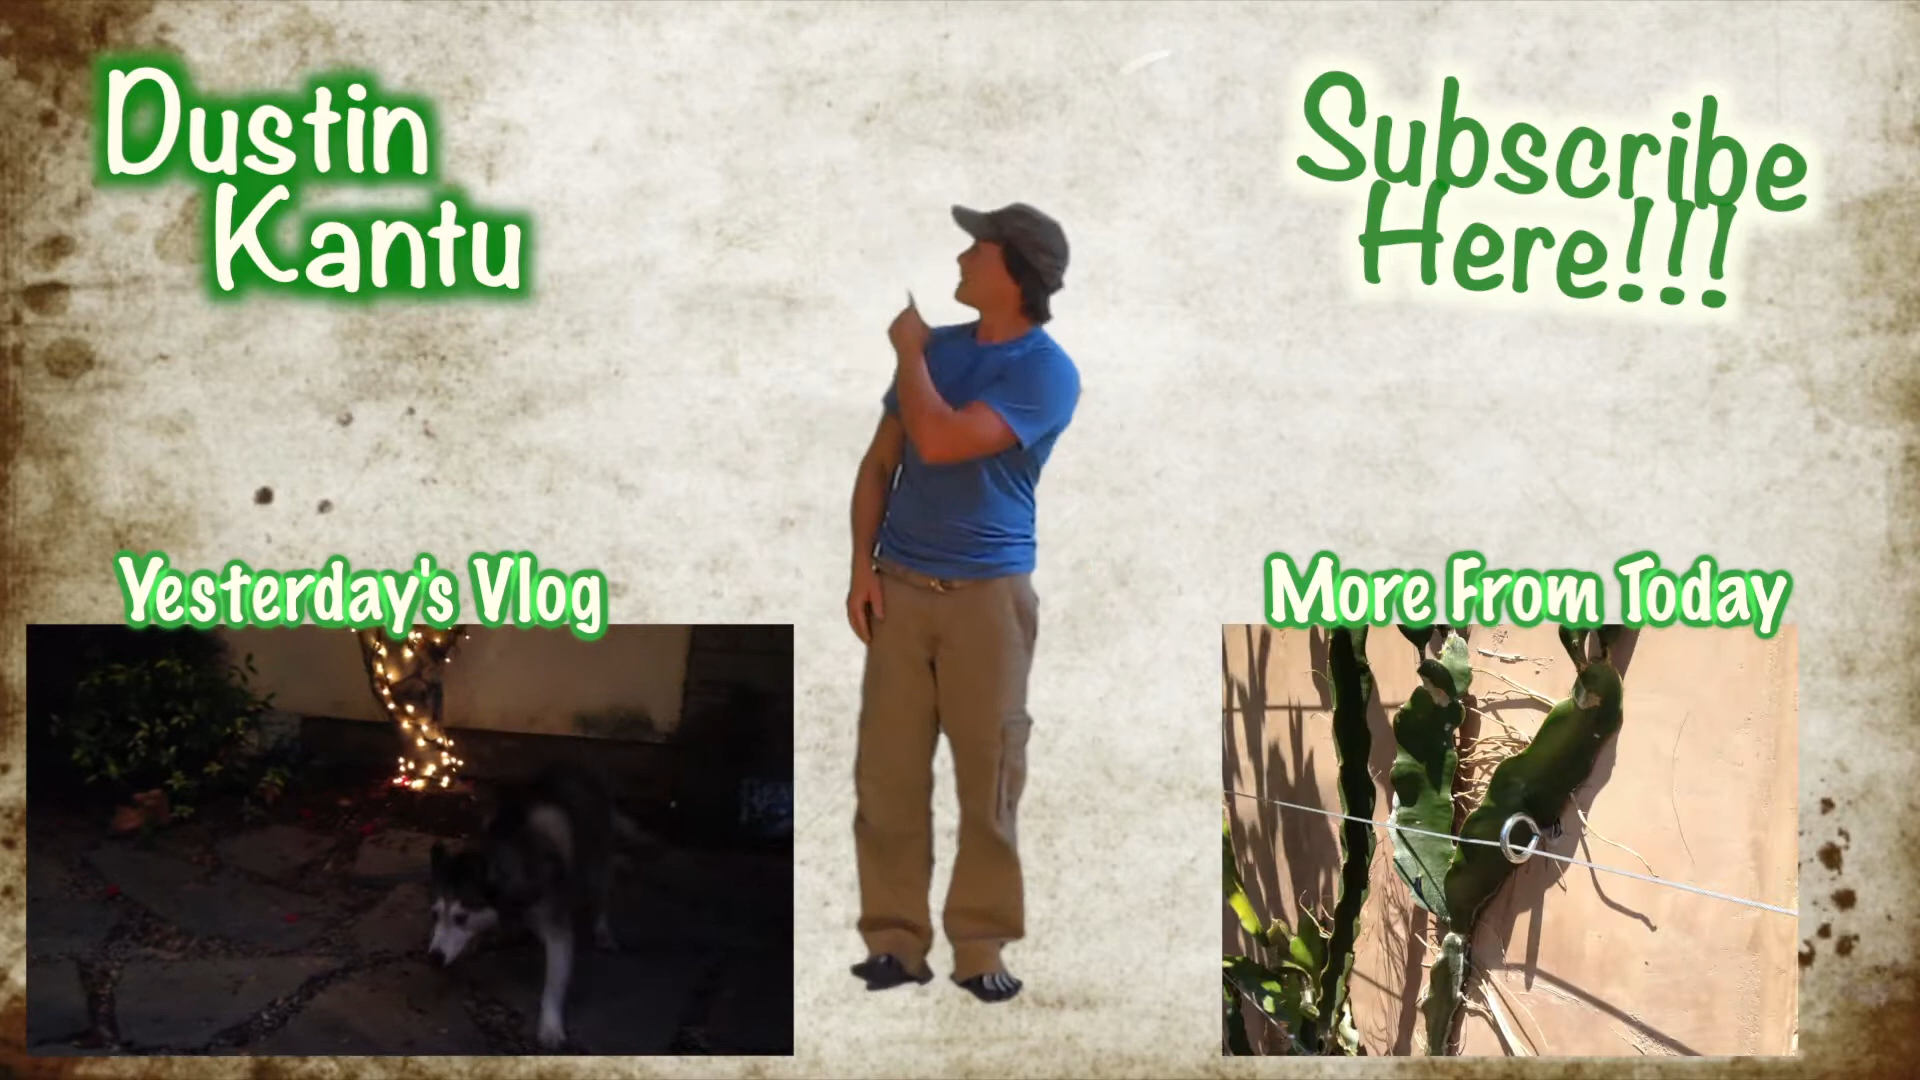 Dustin
Kantu
Subscribe
Here!!!
Yesterday's Vlog
More From Today